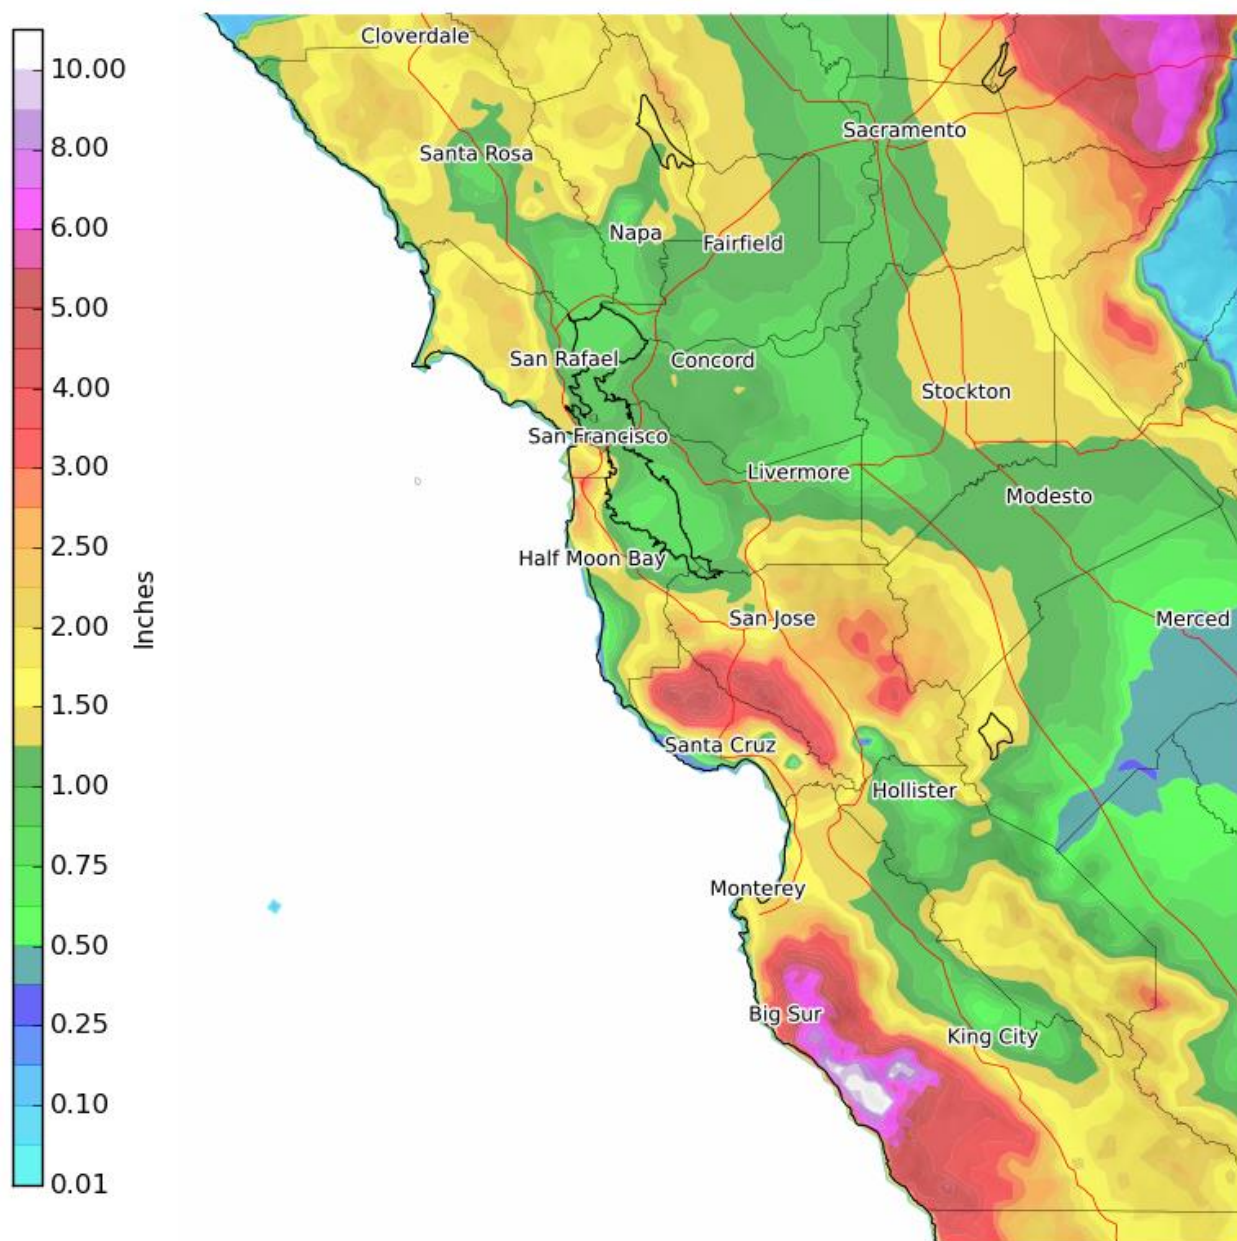 Cloverdale
10.00
Sacramento
8.00
Santa Rosa
6.00
Napa
Fairfield
5.00
San Rafael
Concord
4.00
Stockton
San Francisco
3.00
Livermore
Modesto
2.50
Half Moon Bay
Inches
2.00
San Jose
Merced
1.50
Santa Cruz
1.00
Hollister
0.75
Monterey
0.50
Big Sur
0.25
King City
0.10
0.01